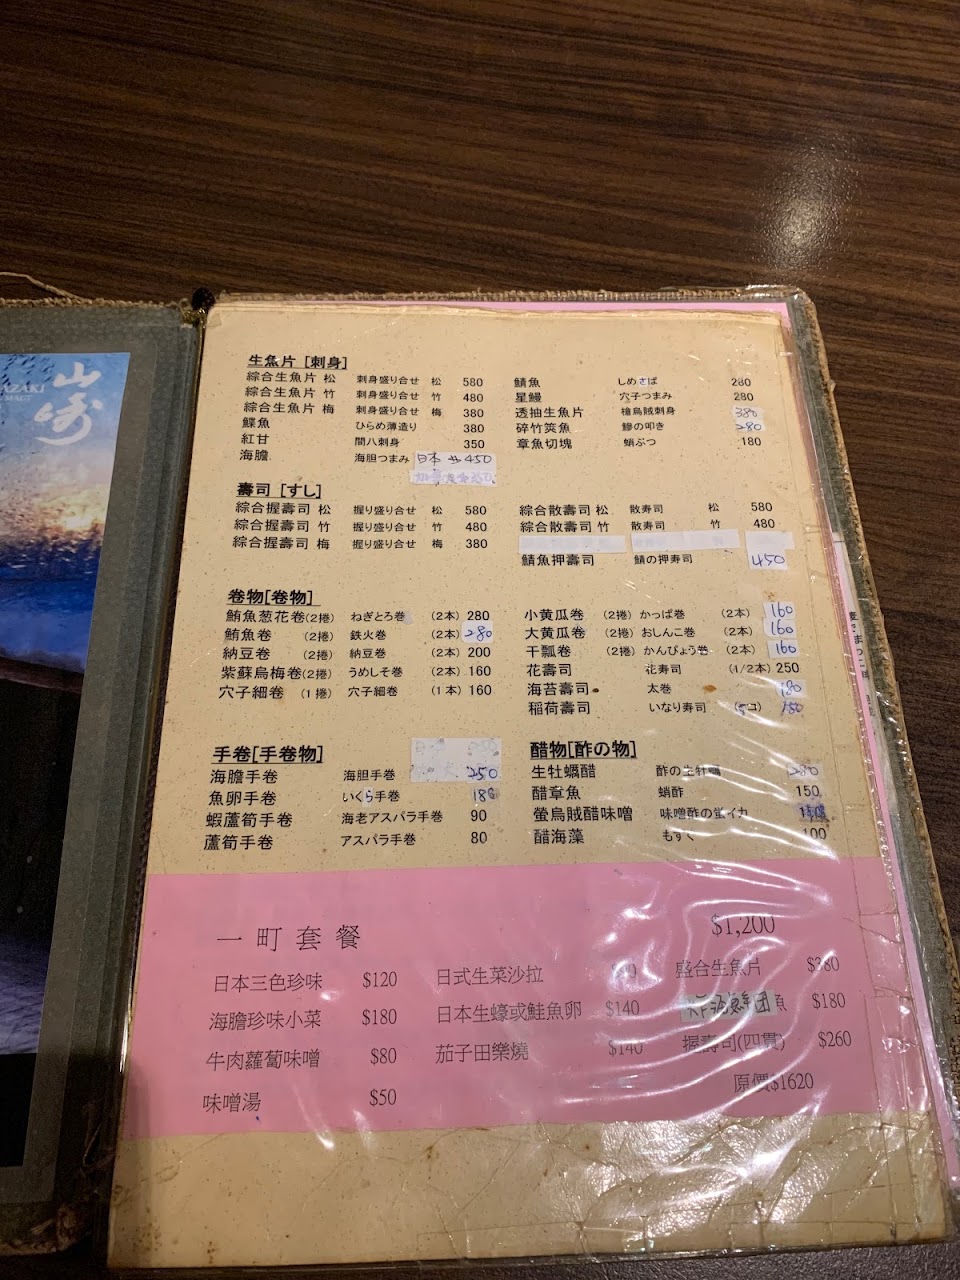 山崎
生魚片 [刺身]
綜合生魚片 松 刺身盛り合せ 松 580
綜合生魚片 竹 刺身盛り合せ 竹 480
綜合生魚片 梅 刺身盛り合せ 梅 380
鰈魚 ひらめ薄造り 380
紅甘 間八刺身 350
海膽 海胆つまみ 日本 450
鯖魚 しめさば 280
星鰻 穴子つまみ 280
透抽生魚片 槍烏賊刺身 380
碎竹筴魚 鯵の叩き 280
章魚切塊 蛸ぶつ 180
壽司 [すし]
綜合握壽司 松 握り盛り合せ 松 580
綜合握壽司 竹 握り盛り合せ 竹 480
綜合握壽司 梅 握り盛り合せ 梅 380
綜合散壽司 松 散寿司 松 580
綜合散壽司 竹 散寿司 竹 480
鯖魚押壽司 鯖の押寿司 450
卷物[卷物]
鮪魚葱花卷(2捲) ねぎとろ巻 (2本) 280
鮪魚卷 (2捲) 鉄火巻 (2本) 280
納豆卷 (2捲) 納豆巻 (2本) 200
紫蘇烏梅卷(2捲) うめしそ巻 (2本) 160
穴子細卷 (1捲) 穴子細卷 (1本) 160
小黄瓜卷 (2捲) かっぱ巻 (2本) 160
大黄瓜卷 (2捲) おしんこ巻 (2本) 160
干瓢卷 (2捲) かんぴょう巻 (2本) 160
花壽司 花寿司 (1/2本) 250
海苔壽司 太巻 180
稲荷壽司 いなり寿司 (5コ) 150
手卷[手卷物]
海膽手卷 海胆手巻 250
魚卵手卷 いくら手巻 180
蝦蘆筍手卷 海老アスパラ手巻 90
蘆筍手卷 アスパラ手巻 80
醋物[酢の物]
生牡蠣醋 酢の生牡蠣 280
醋章魚 蛸酢 150
螢烏賊醋味噌 味噌酢の蛍イカ
醋海藻 もずく 100
一町套餐 $1,200
日本三色珍味 $120
海膽珍味小菜 $180
牛肉蘿蔔味噌 $80
味噌湯 $50
日式生菜沙拉
日本生蠔或鮭魚卵 $140
茄子田樂燒 $140
盛合生魚片 $380
魚 $180
握壽司(四貫) $260
原價$1620